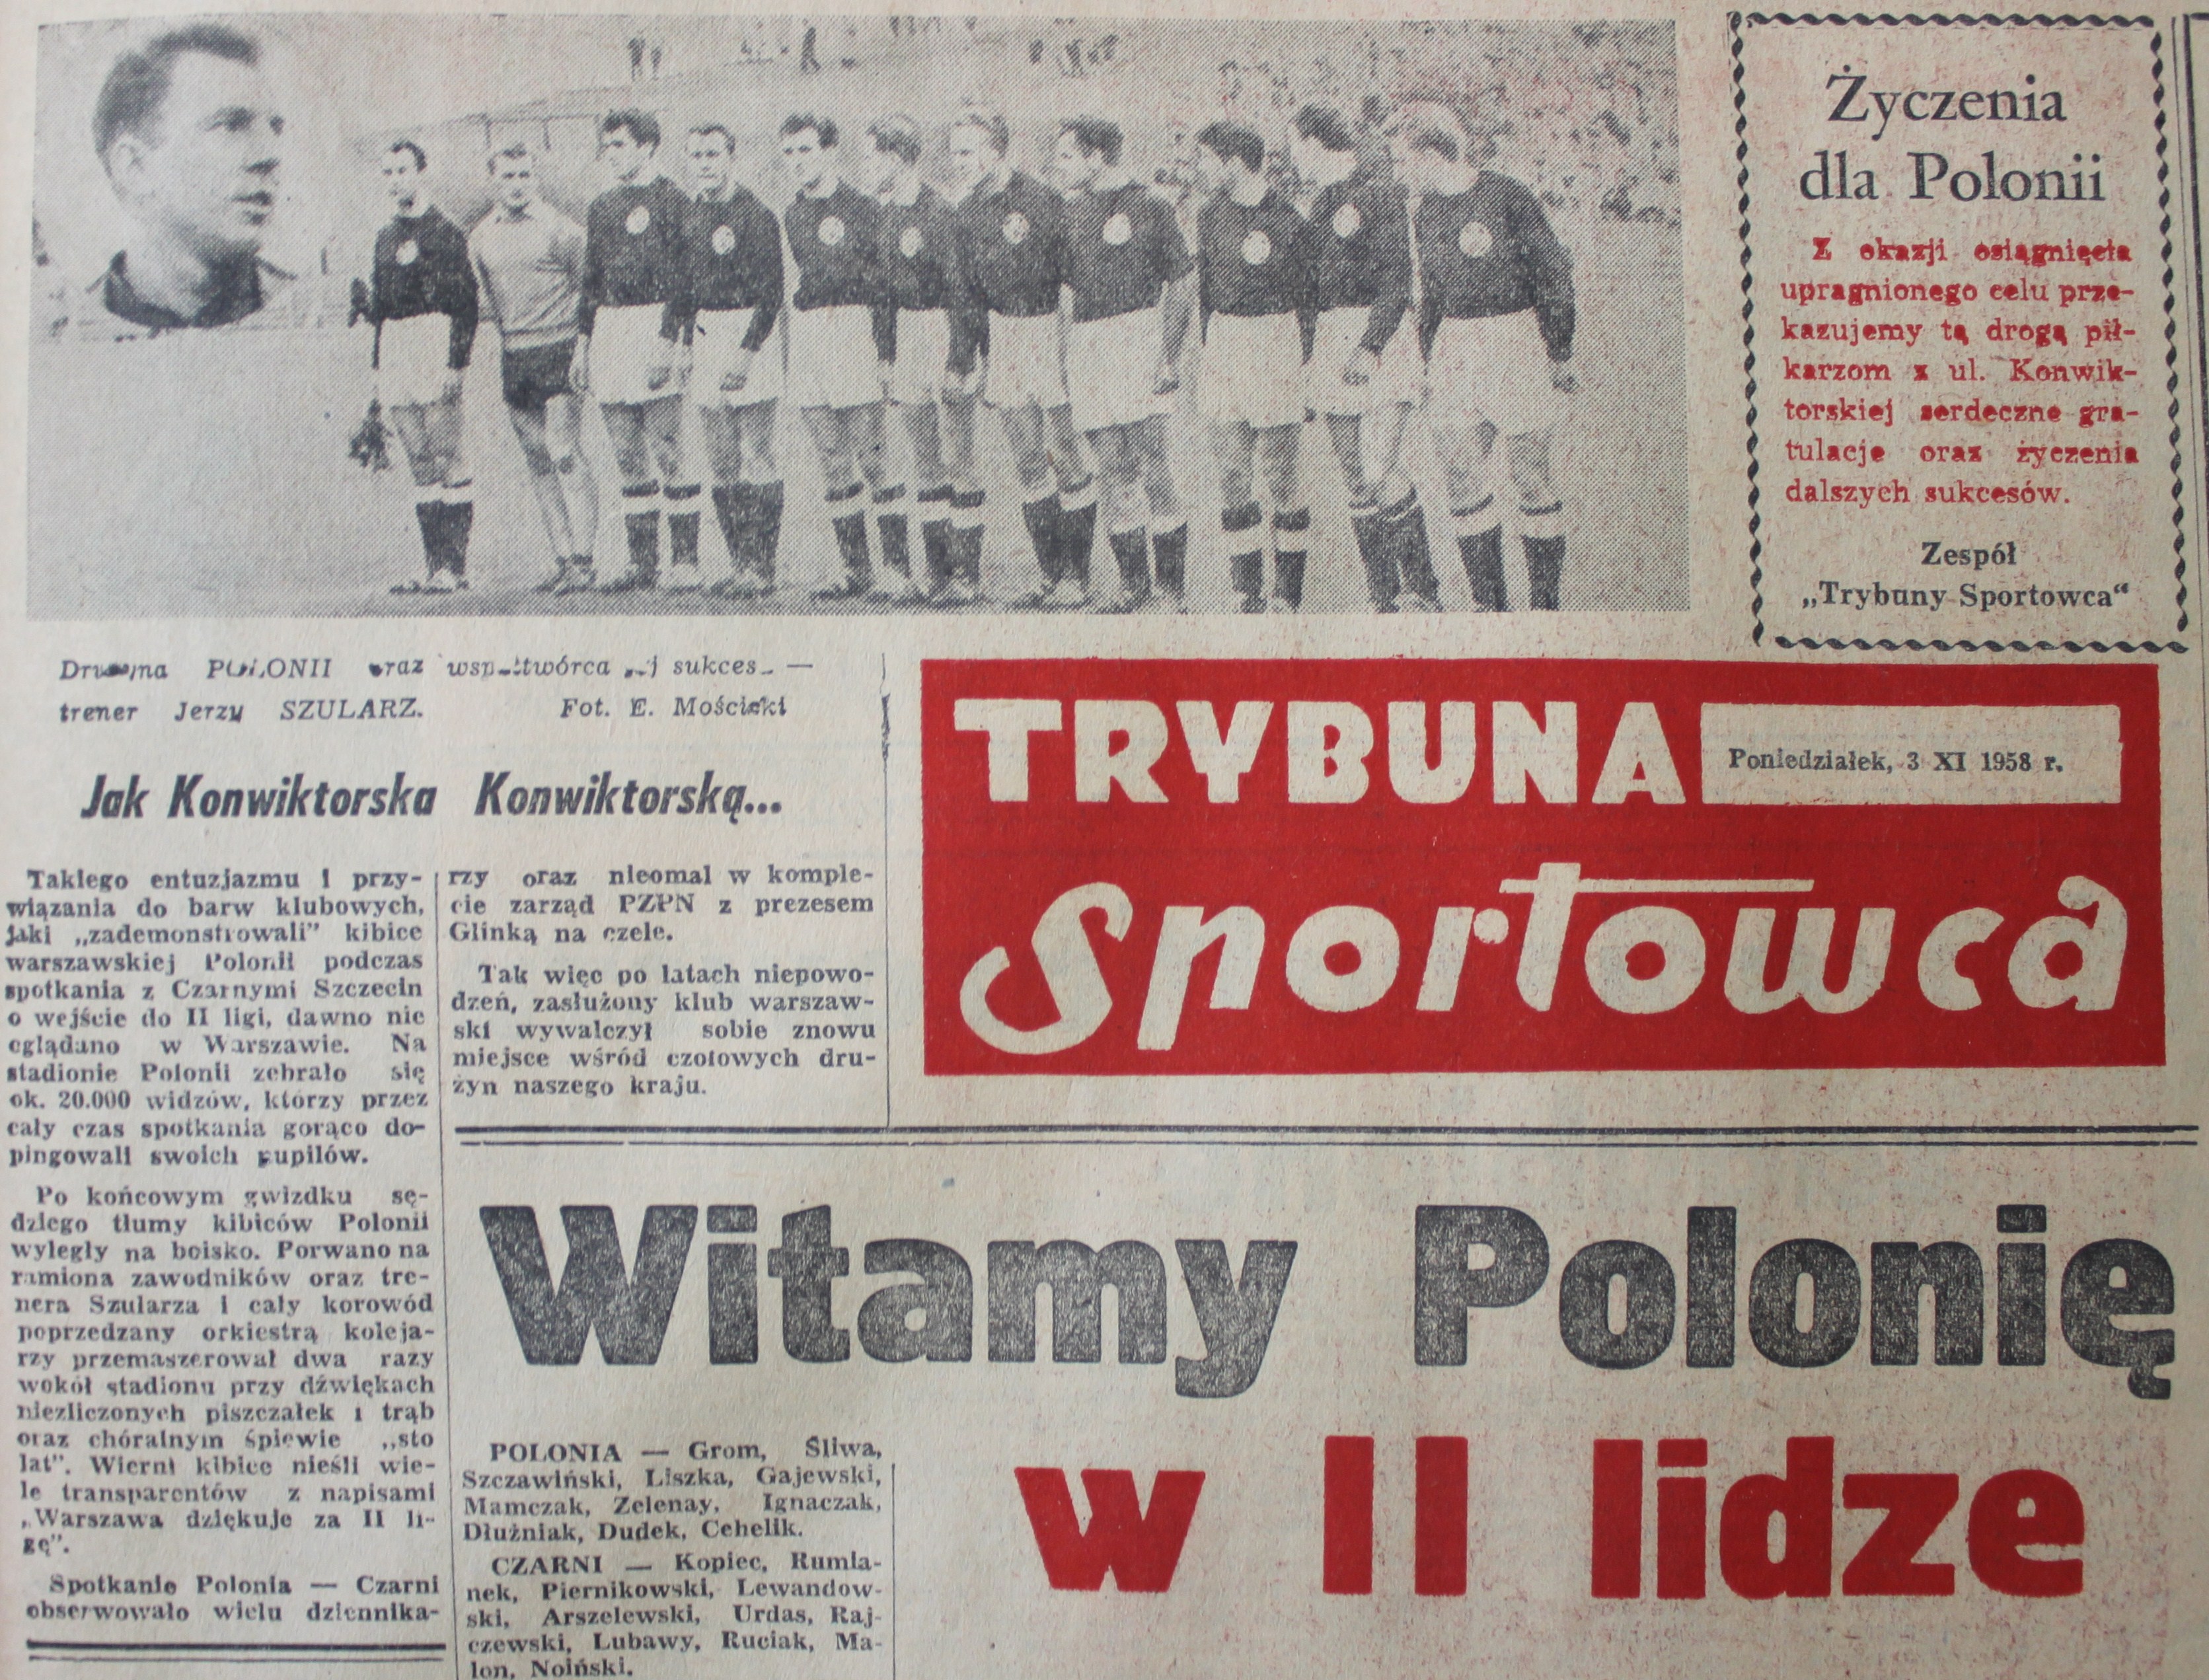 Życzenia
dla Polonii
Z okazji osiągnięcia
upragnionego celu prze-
kazujemy tą drogą pił-
karzom z ul. Konwik-
torskiej serdeczne gra-
tulacje oraz życzenia
dalszych sukcesów.
Zespół
„Trybuny Sportowca“
POLONII oraz
trener Jerzy SZULARZ. Fot. E. Mościcki
TRYBUNA
Poniedziałek, 3 XI 1958 r.
Sportowca
Jak Konwiktorska Konwiktorską...
Takiego entuzjazmu i przy-
wiązania do barw klubowych,
jaki „zademonstrowali” kibice
warszawskiej Polonii podczas
spotkania z Czarnymi Szczecin
o wejście do II ligi, dawno nie
oglądano w Warszawie. Na
stadionie Polonii zebrało się
ok. 20.000 widzów, którzy przez
cały czas spotkania gorąco do-
pingowali swoich pupilów.
Po końcowym gwizdku sę-
dziego tłumy kibiców Polonii
wyległy na boisko. Porwano na
ramiona zawodników oraz tre-
nera Szularza i cały korowód
poprzedzany orkiestrą koleja-
rzy przemaszerował dwa razy
wokół stadionu przy dźwiękach
niezliczonych piszczałek i trąb
oraz chóralnym śpiewie „sto
lat”. Wierni kibice nieśli wie-
le transparentów z napisami
„Warszawa dziękuje za II li-
gę”.
Spotkanie Polonia — Czarni
obserwowało wielu dziennika-
rzy oraz nieomal w komple-
cie zarząd PZPN z prezesem
Glinką na czele.
Tak więc po latach niepowo-
dzeń, zasłużony klub warszaw-
ski wywalczył sobie znowu
miejsce wśród czołowych dru-
żyn naszego kraju.
Witamy Polonię
w II lidze
POLONIA — Grom, Śliwa,
Szczawiński, Liszka, Gajewski,
Mamczak, Zelenay, Ignaczak,
Dłużniak, Dudek, Cehelik.
CZARNI — Kopiec, Rumia-
nek, Piernikowski, Lewandow-
ski, Arszelewski, Urdas, Raj-
czewski, Lubawy, Ruciak, Ma-
lon, Noiński.